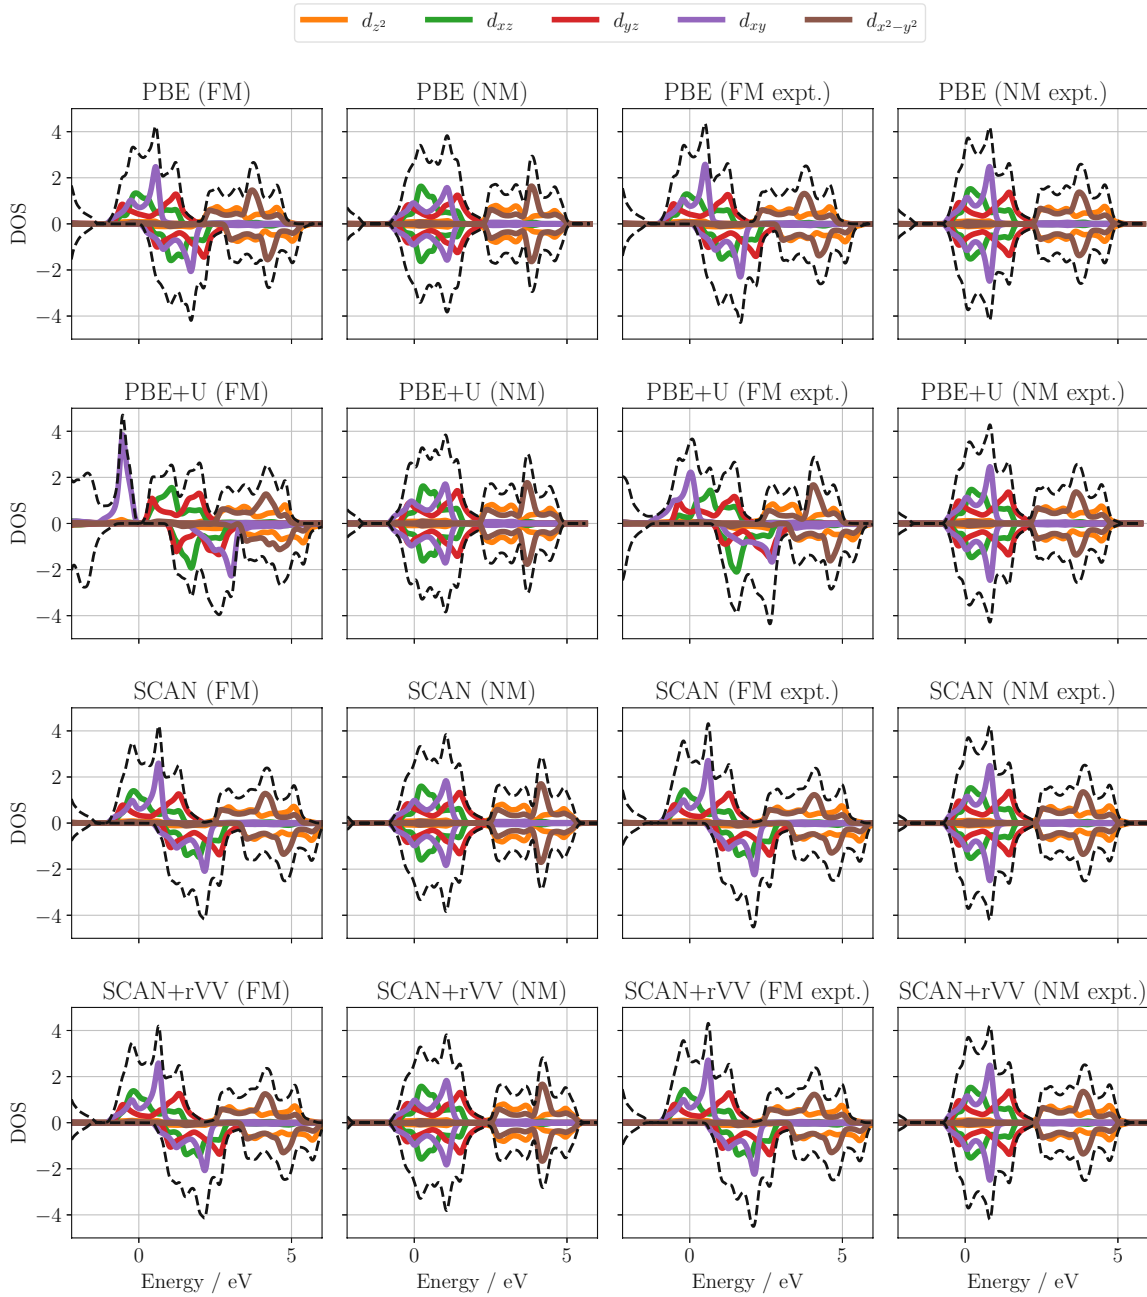 d_{z^2} d_{xz} d_{yz} d_{xy} d_{x^2-y^2}
PBE (FM) PBE (NM) PBE (FM expt.) PBE (NM expt.)
4
2
0
−2
−4
DOS
PBE+U (FM) PBE+U (NM) PBE+U (FM expt.) PBE+U (NM expt.)
4
2
0
−2
−4
DOS
SCAN (FM) SCAN (NM) SCAN (FM expt.) SCAN (NM expt.)
4
2
0
−2
−4
DOS
SCAN+rVV (FM) SCAN+rVV (NM) SCAN+rVV (FM expt.) SCAN+rVV (NM expt.)
4
2
0
−2
−4
DOS
0 5 0 5 0 5 0 5
Energy / eV Energy / eV Energy / eV Energy / eV